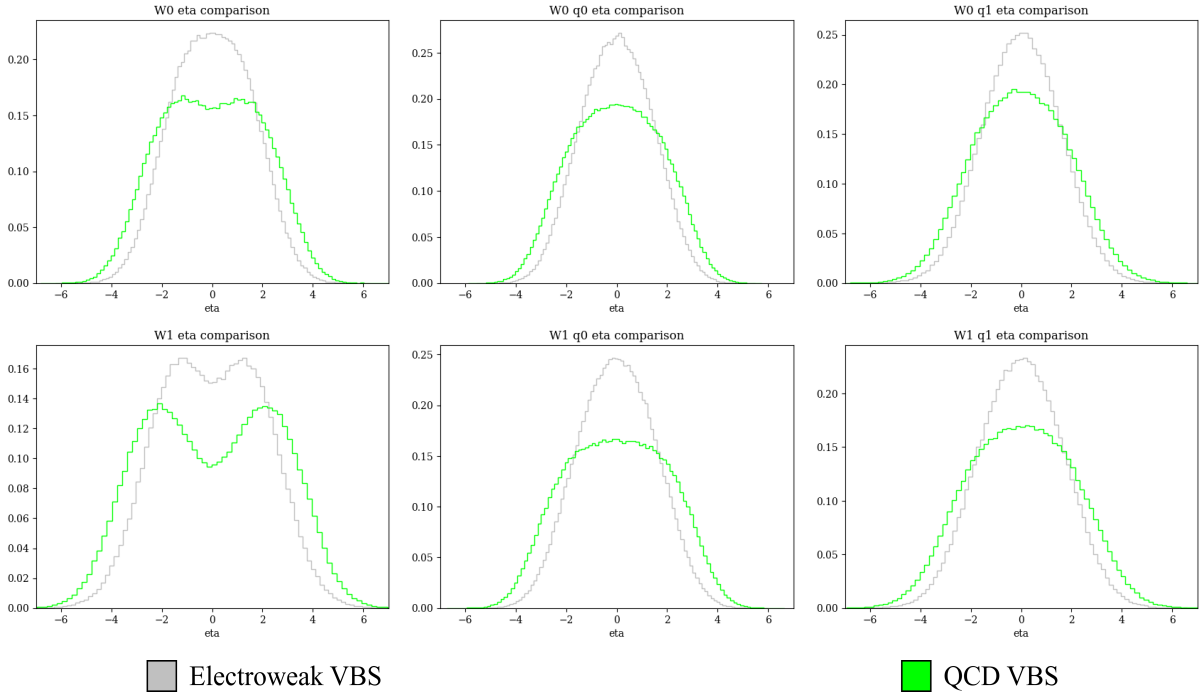 W0 eta comparison
0.20
0.15
0.10
0.05
0.00
−6 −4 −2 0 2 4 6
eta
W0 q0 eta comparison
0.25
0.20
0.15
0.10
0.05
0.00
−6 −4 −2 0 2 4 6
eta
W0 q1 eta comparison
0.25
0.20
0.15
0.10
0.05
0.00
−6 −4 −2 0 2 4 6
eta
W1 eta comparison
0.16
0.14
0.12
0.10
0.08
0.06
0.04
0.02
0.00
−6 −4 −2 0 2 4 6
eta
W1 q0 eta comparison
0.25
0.20
0.15
0.10
0.05
0.00
−6 −4 −2 0 2 4 6
eta
W1 q1 eta comparison
0.20
0.15
0.10
0.05
0.00
−6 −4 −2 0 2 4 6
eta
Electroweak VBS
QCD VBS